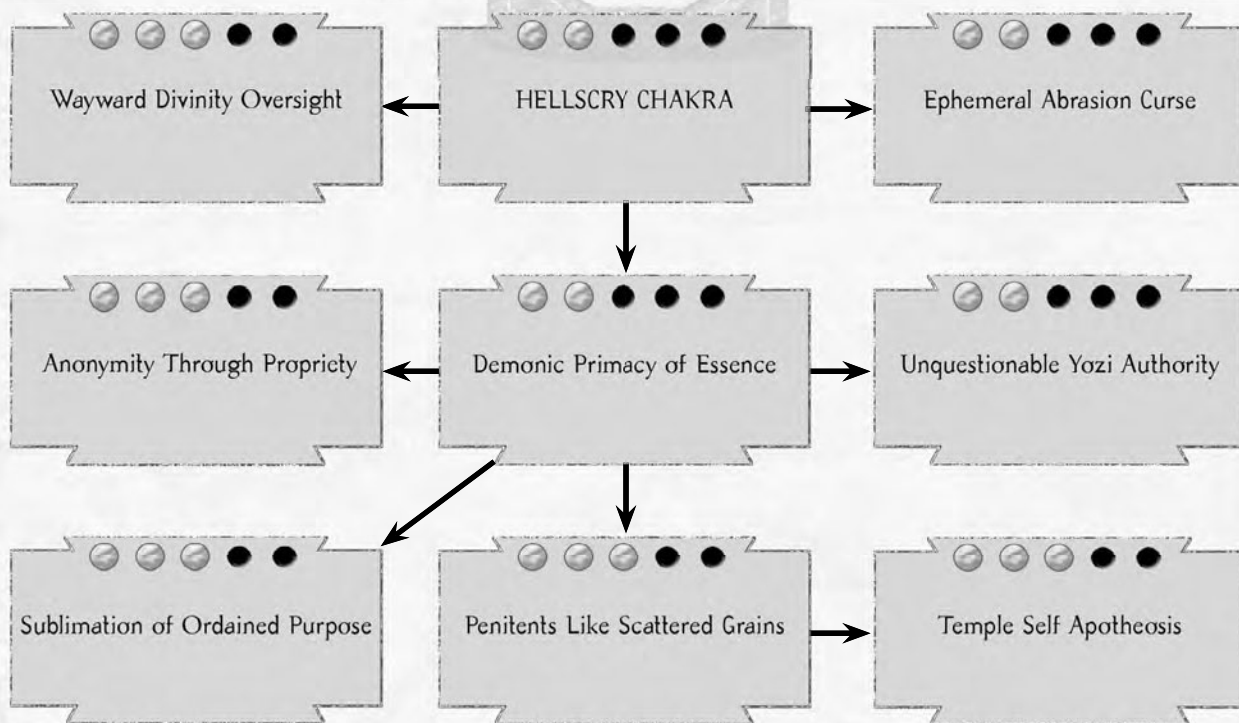 Wayward Divinity Oversight
HELLSCRY CHAKRA
Ephemeral Abrasion Curse
Anonymity Through Propriety
Demonic Primacy of Essence
Unquestionable Yozi Authority
Sublimation of Ordained Purpose
Penitents Like Scattered Grains
Temple Self Apotheosis